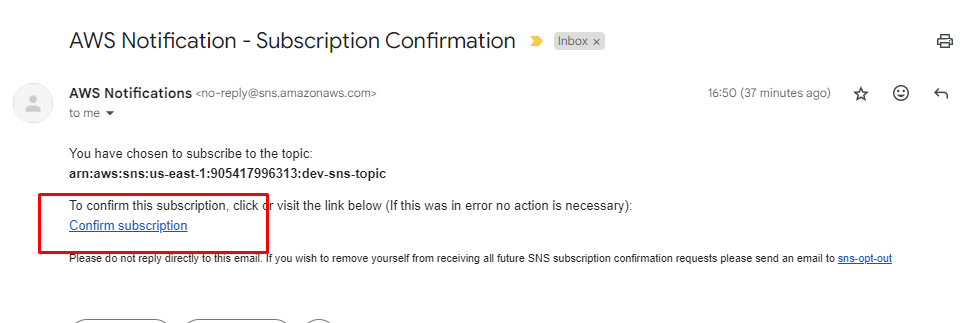 AWS Notification - Subscription Confirmation Inbox ×
AWS Notifications <no-reply@sns.amazonaws.com> 16:50 (37 minutes ago)
to me
You have chosen to subscribe to the topic:
arn:aws:sns:us-east-1:905417996313:dev-sns-topic
To confirm this subscription, click or visit the link below (If this was in error no action is necessary):
Confirm subscription
Please do not reply directly to this email. If you wish to remove yourself from receiving all future SNS subscription confirmation requests please send an email to sns-opt-out